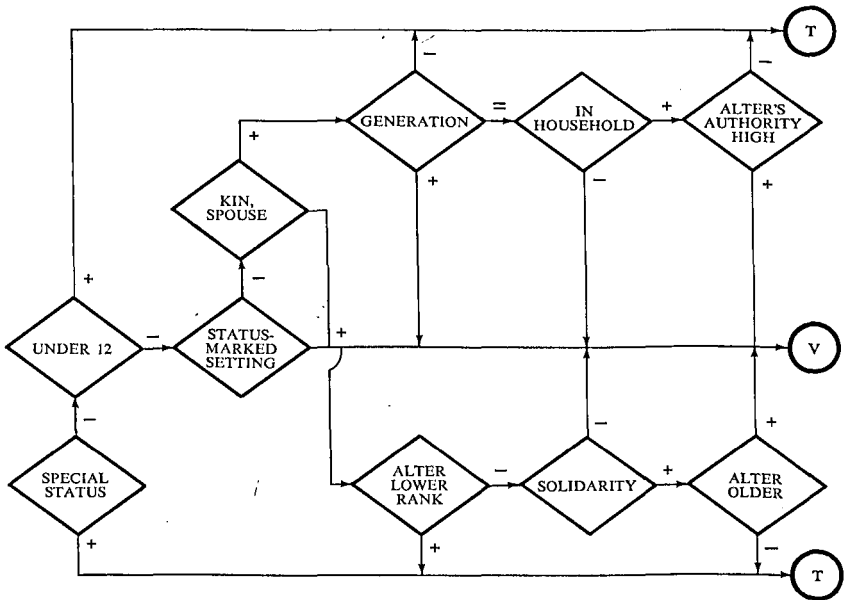 T
−
−
GENERATION
=
IN
HOUSEHOLD
+
ALTER'S
AUTHORITY
HIGH
+
KIN,
SPOUSE
+
−
+
+
−
UNDER 12
−
STATUS-
MARKED
SETTING
+
V
−
−
+
SPECIAL
STATUS
ALTER
LOWER
RANK
−
SOLIDARITY
+
ALTER
OLDER
+
+
−
T